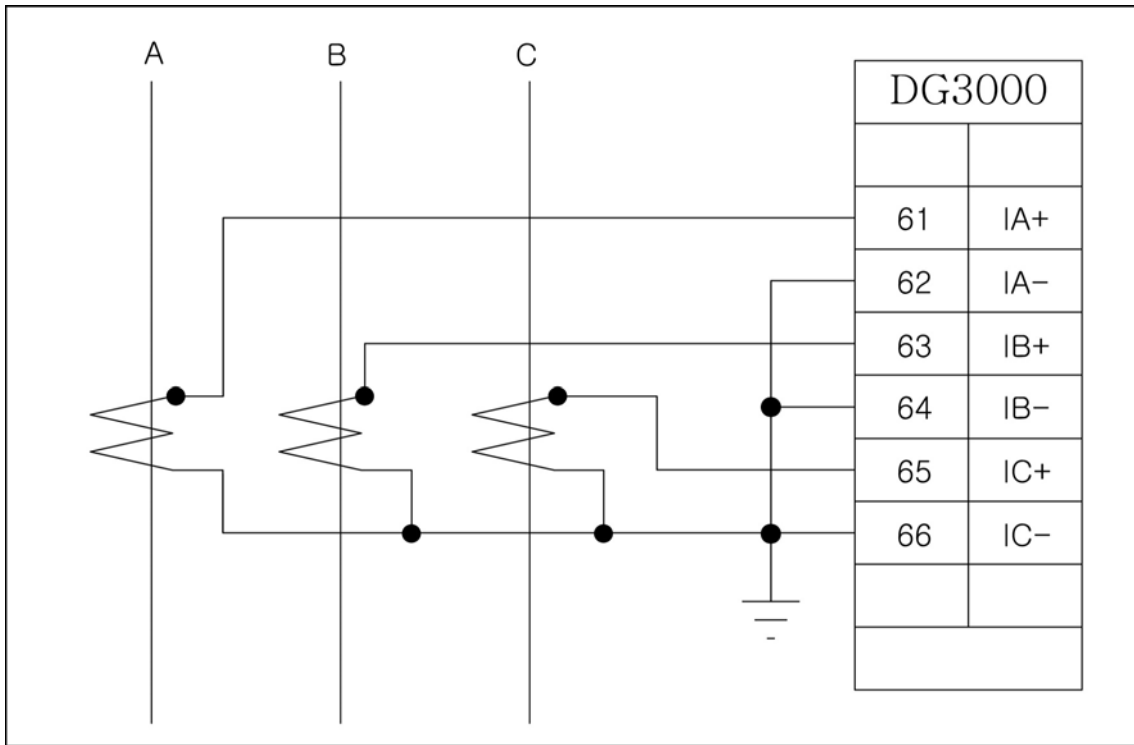 A B C
DG3000
61 IA+
62 IA-
63 IB+
64 IB-
65 IC+
66 IC-